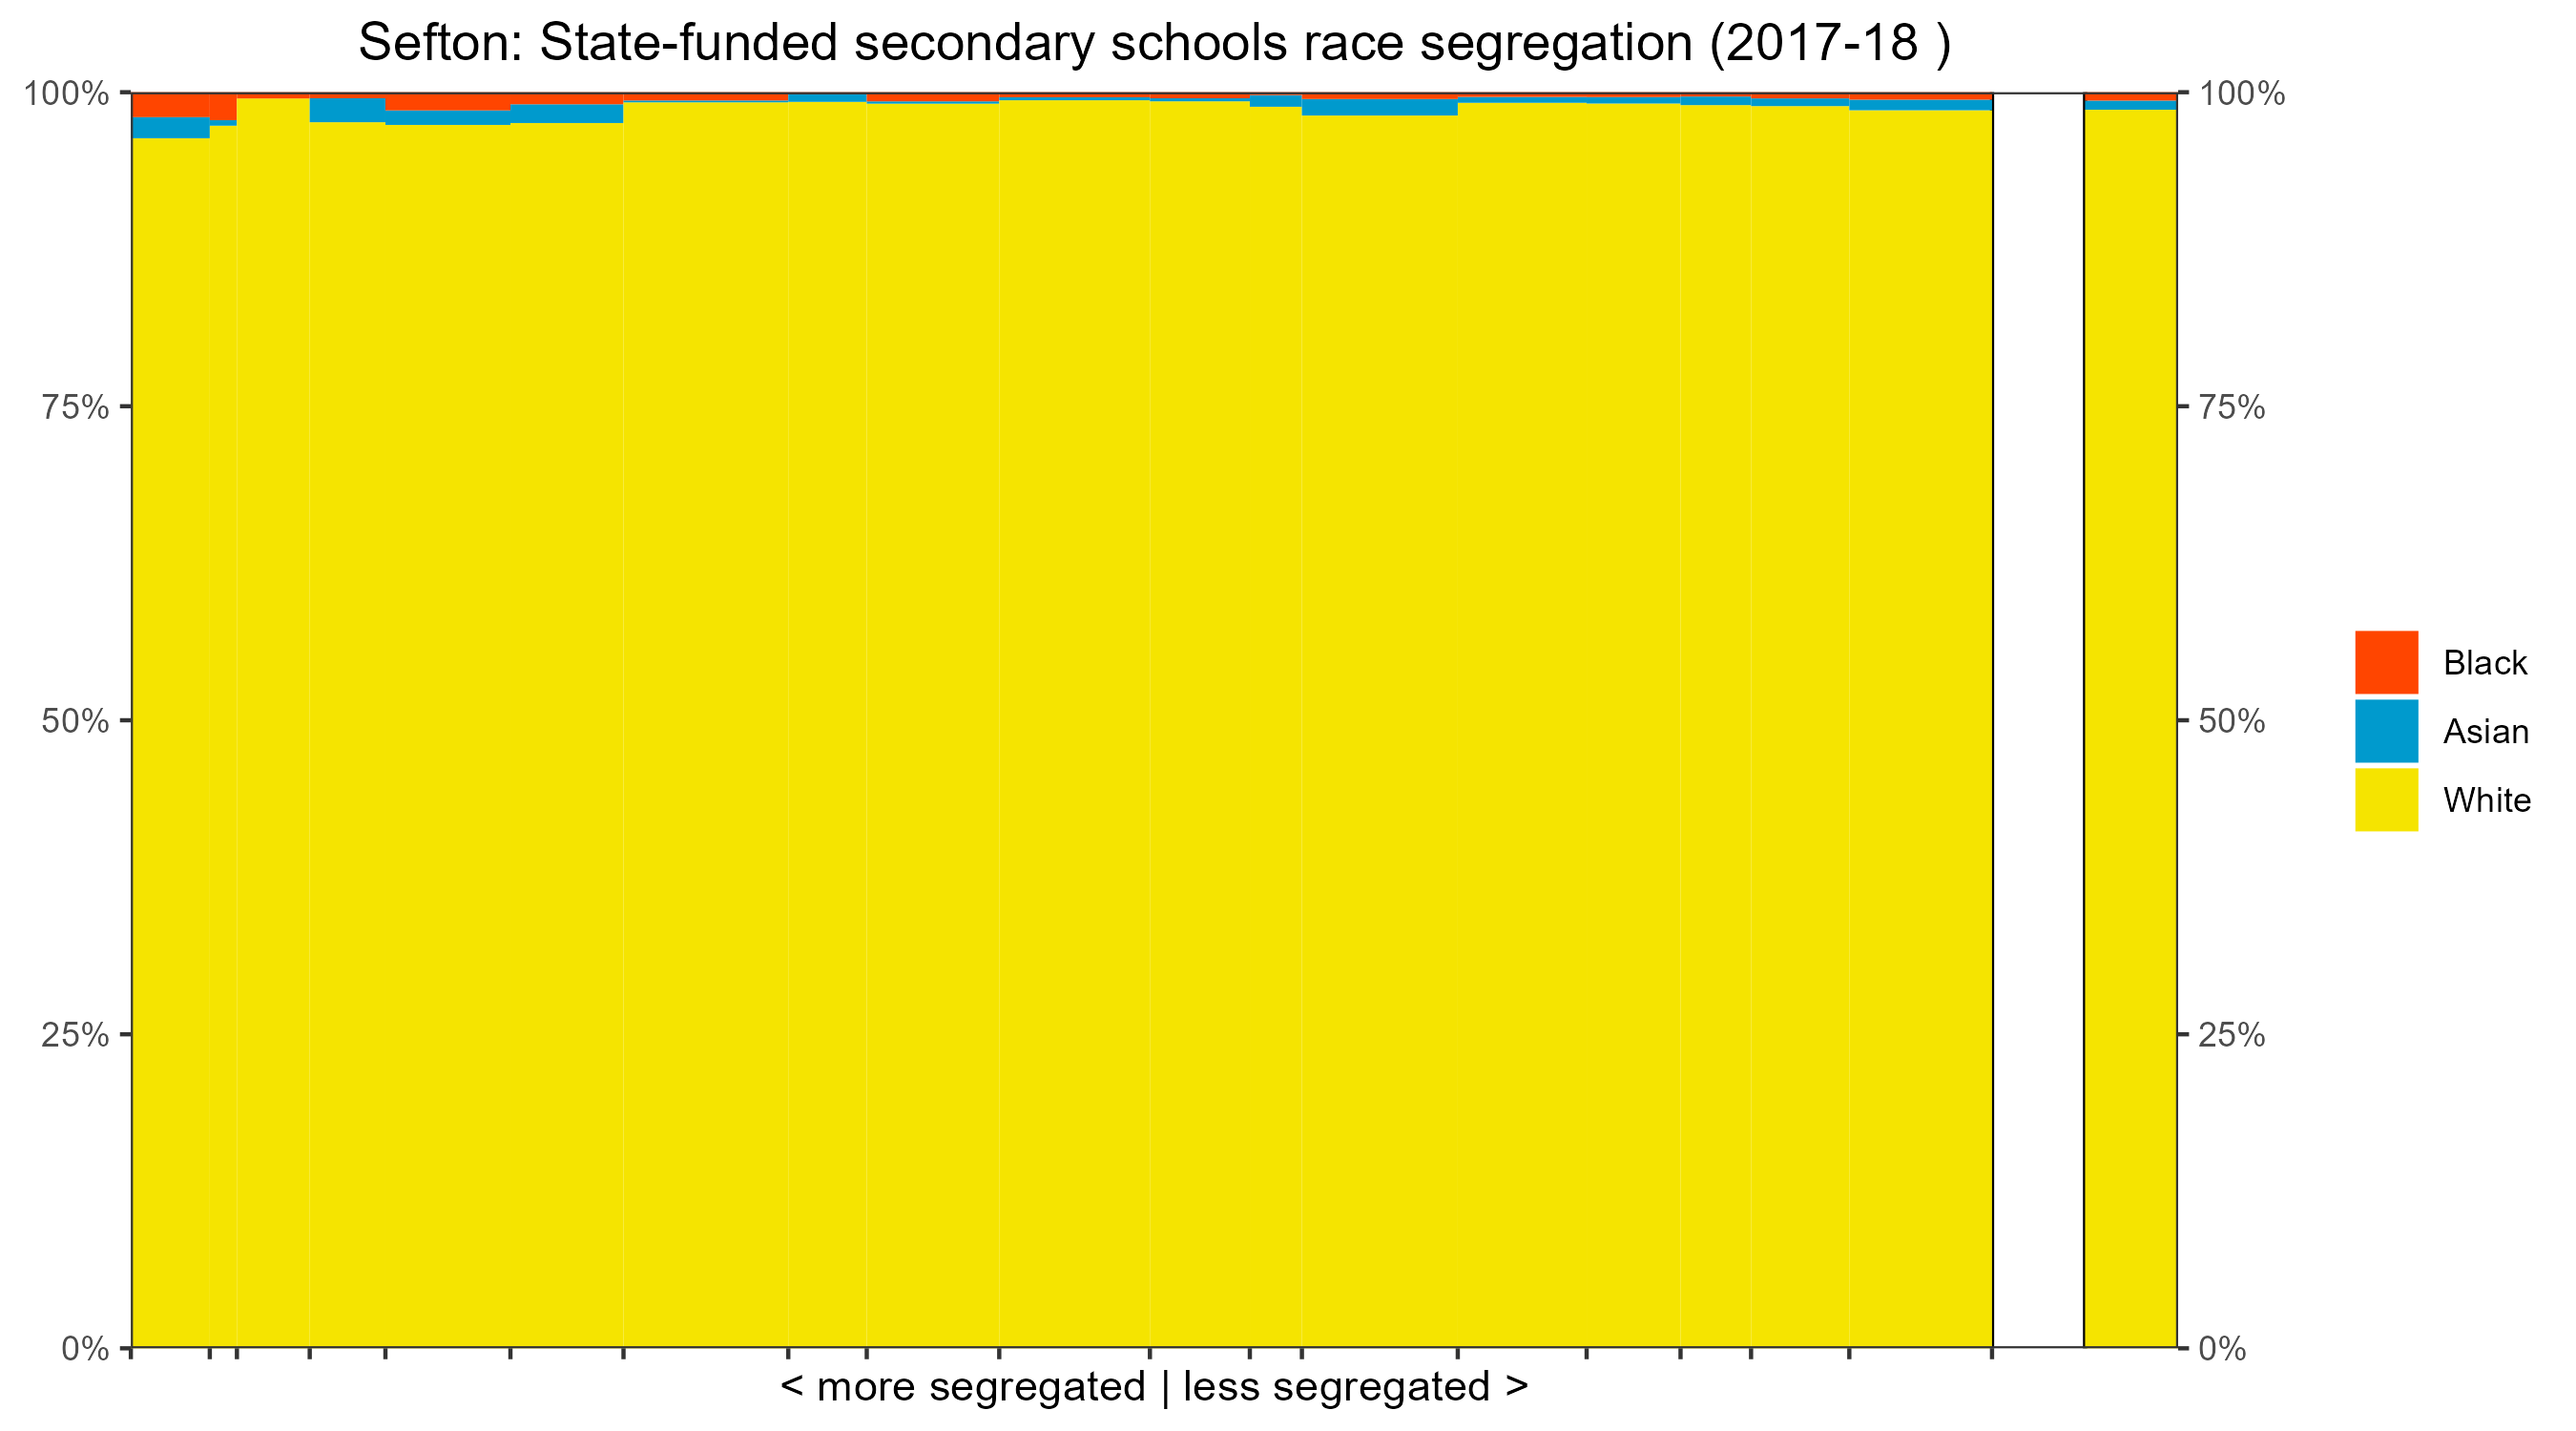 Sefton: State-funded secondary schools race segregation (2017-18 )
100%
75%
50%
25%
0%
100%
75%
50%
25%
0%
Black
Asian
White
< more segregated | less segregated >